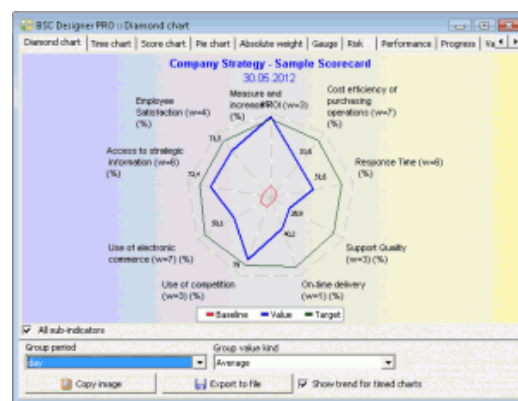 BSC Designer PRO :: Diamond chart
Diamond chart Time chart Score chart Pie chart Absolute weight Gauge Risk Performance Progress
Company Strategy - Sample Scorecard
30.05.2012
Measure and
increase ROI (w=3)
(%)
Cost efficiency of
purchasing
operations (w=7)
(%)
Employee
Satisfaction (w=4)
(%)
Access to strategic
information (w=6)
(%)
Response Time (w=8)
(%)
Use of electronic
commerce (w=7) (%)
Support Quality
(w=3) (%)
Use of competition
(w=3) (%)
On-time delivery
(w=1) (%)
Baseline Value Target
All sub-indicators
Group period
Group value kind
day
Average
Copy image
Export to file
Show trend for timed charts